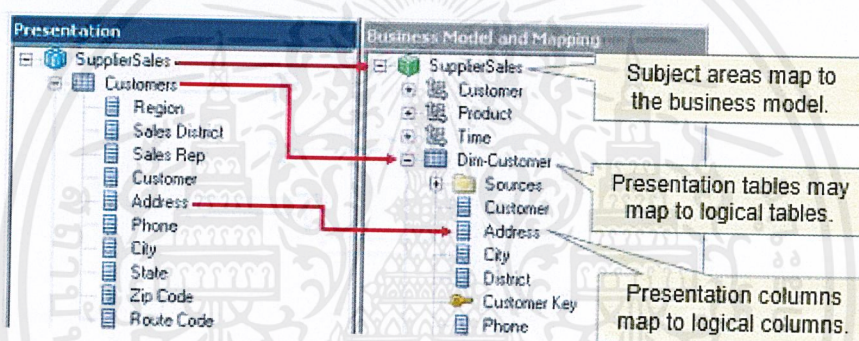 Presentation
SupplierSales
Customers
Region
Sales District
Sales Rep
Customer
Address
Phone
City
State
Zip Code
Route Code
Business Model and Mapping
SupplierSales
Customer
Product
Time
Dim-Customer
Sources
Customer
Address
City
District
Customer Key
Phone
Subject areas map to
the business model.
Presentation tables may
map to logical tables.
Presentation columns
map to logical columns.